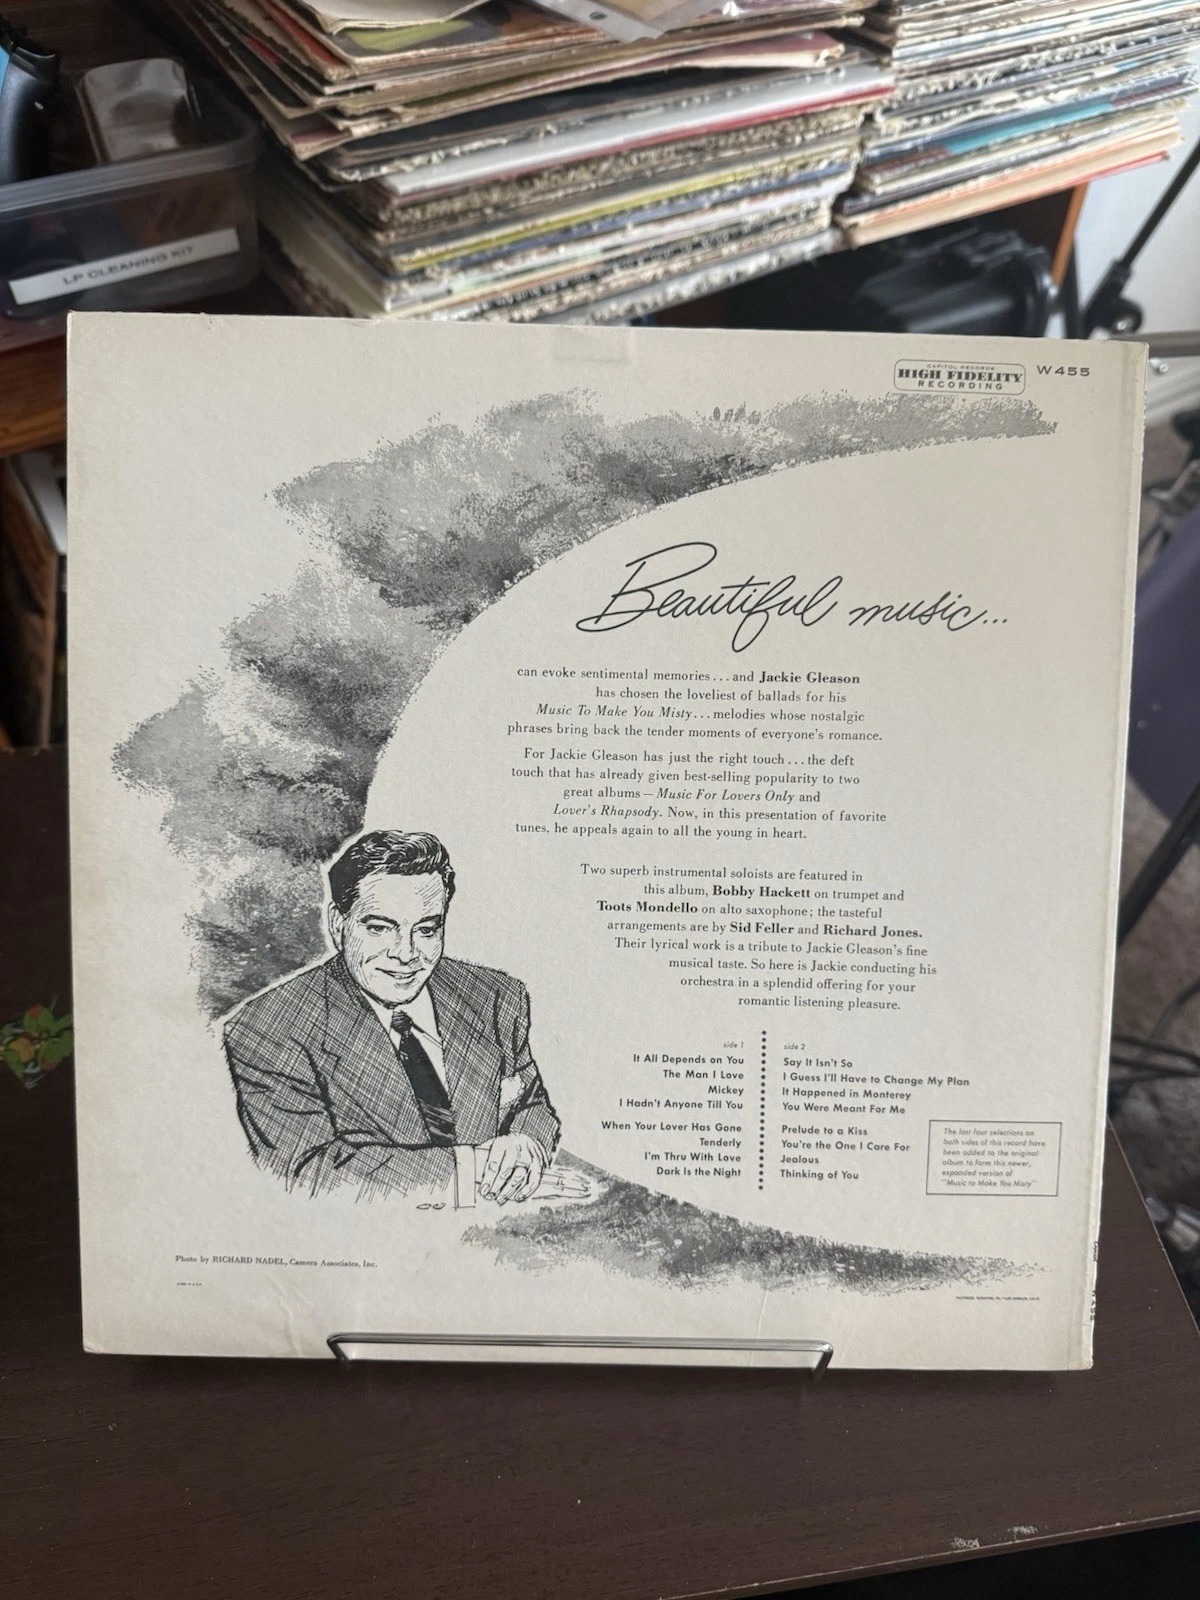 LP CLEANING KIT
CAPITOL RECORDS
HIGH FIDELITY
RECORDING
W 455
Beautiful music...
can evoke sentimental memories...and Jackie Gleason
has chosen the loveliest of ballads for his
Music To Make You Misty...melodies whose nostalgic
phrases bring back the tender moments of everyone's romance.
For Jackie Gleason has just the right touch...the deft
touch that has already given best-selling popularity to two
great albums — Music For Lovers Only and
Lover's Rhapsody. Now, in this presentation of favorite
tunes, he appeals again to all the young in heart.
Two superb instrumental soloists are featured in
this album, Bobby Hackett on trumpet and
Toots Mondello on alto saxophone; the tasteful
arrangements are by Sid Feller and Richard Jones.
Their lyrical work is a tribute to Jackie Gleason's fine
musical taste. So here is Jackie conducting his
orchestra in a splendid offering for your
romantic listening pleasure.
side 1
It All Depends on You
The Man I Love
Mickey
I Hadn't Anyone Till You
When Your Lover Has Gone
Tenderly
I'm Thru With Love
Dark Is the Night
side 2
Say It Isn't So
I Guess I'll Have to Change My Plan
It Happened in Monterey
You Were Meant For Me
Prelude to a Kiss
You're the One I Care For
Jealous
Thinking of You
The last four selections on
both sides of this record have
been added to the original
album to form this newer,
expanded version of
"Music to Make You Misty"
Photo by RICHARD NADEL, Camera Associates, Inc.